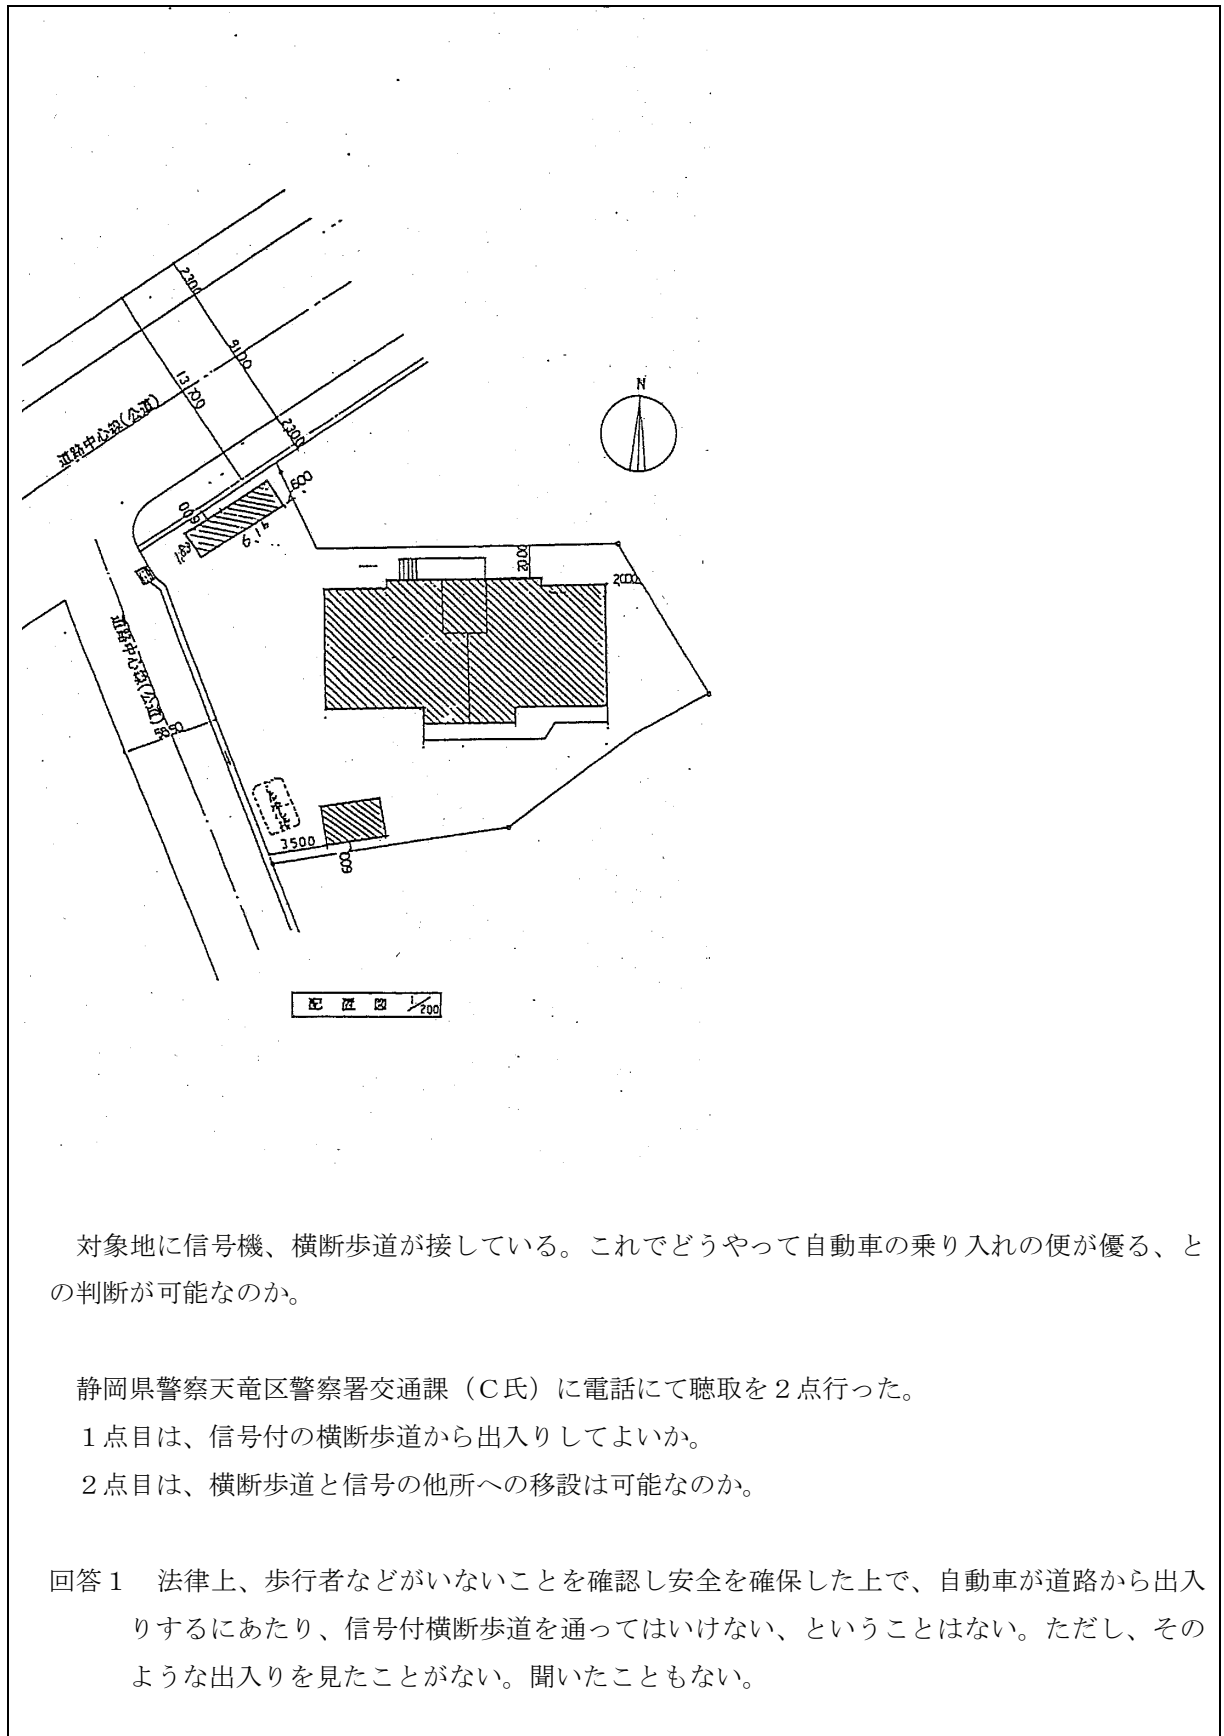 2300
9100
13700
2300
道路中心線(公道)
N
600
600
2000
2000
道路中心線(公道)
5850
3500
600
配置図 1/200
対象地に信号機、横断歩道が接している。これでどうやって自動車の乗り入れの便が優る、と
の判断が可能なのか。
静岡県警察天竜区警察署交通課（Ｃ氏）に電話にて聴取を２点行った。
１点目は、信号付の横断歩道から出入りしてよいか。
２点目は、横断歩道と信号の他所への移設は可能なのか。
回答１　法律上、歩行者などがいないことを確認し安全を確保した上で、自動車が道路から出入
りするにあたり、信号付横断歩道を通ってはいけない、ということはない。ただし、その
ような出入りを見たことがない。聞いたこともない。